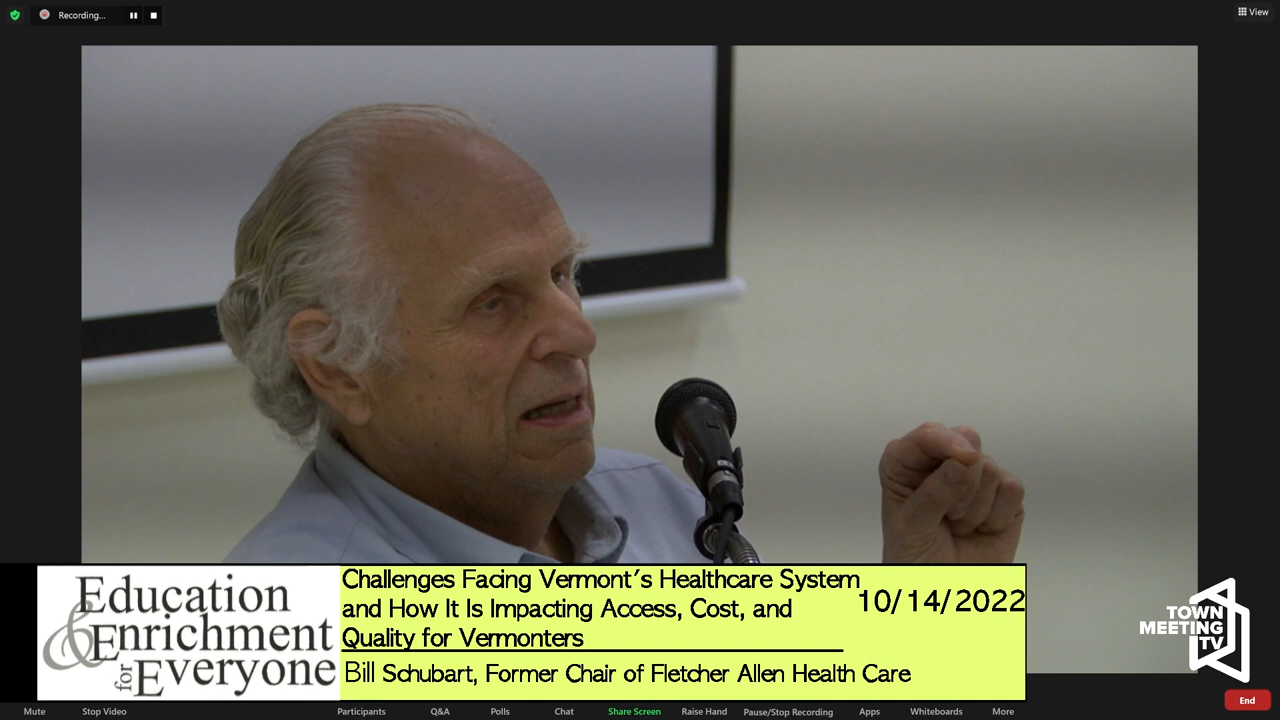 Recording...
View
Education
& Enrichment
for Everyone
Challenges Facing Vermont's Healthcare System
and How It Is Impacting Access, Cost, and
Quality for Vermonters
10/14/2022
Bill Schubart, Former Chair of Fletcher Allen Health Care
TOWN
MEETING
TV
End
Mute
Stop Video
Participants
Q&A
Polls
Chat
Share Screen
Raise Hand
Pause/Stop Recording
Apps
Whiteboards
More